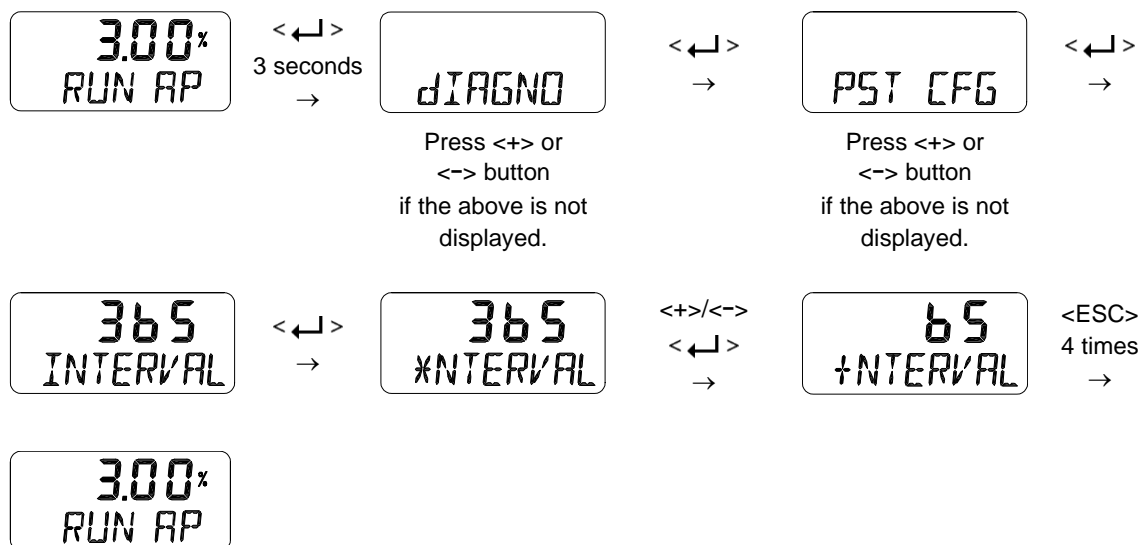 3.00%
RUN AP
< ↵ >
3 seconds
→
dIAGNO
Press <+> or
<−> button
if the above is not
displayed.
< ↵ >
→
PST CFG
Press <+> or
<−> button
if the above is not
displayed.
< ↵ >
→
365
INTERVAL
< ↵ >
→
365
*NTERVAL
<+>/<−>
< ↵ >
→
65
+NTERVAL
<ESC>
4 times
→
3.00%
RUN AP